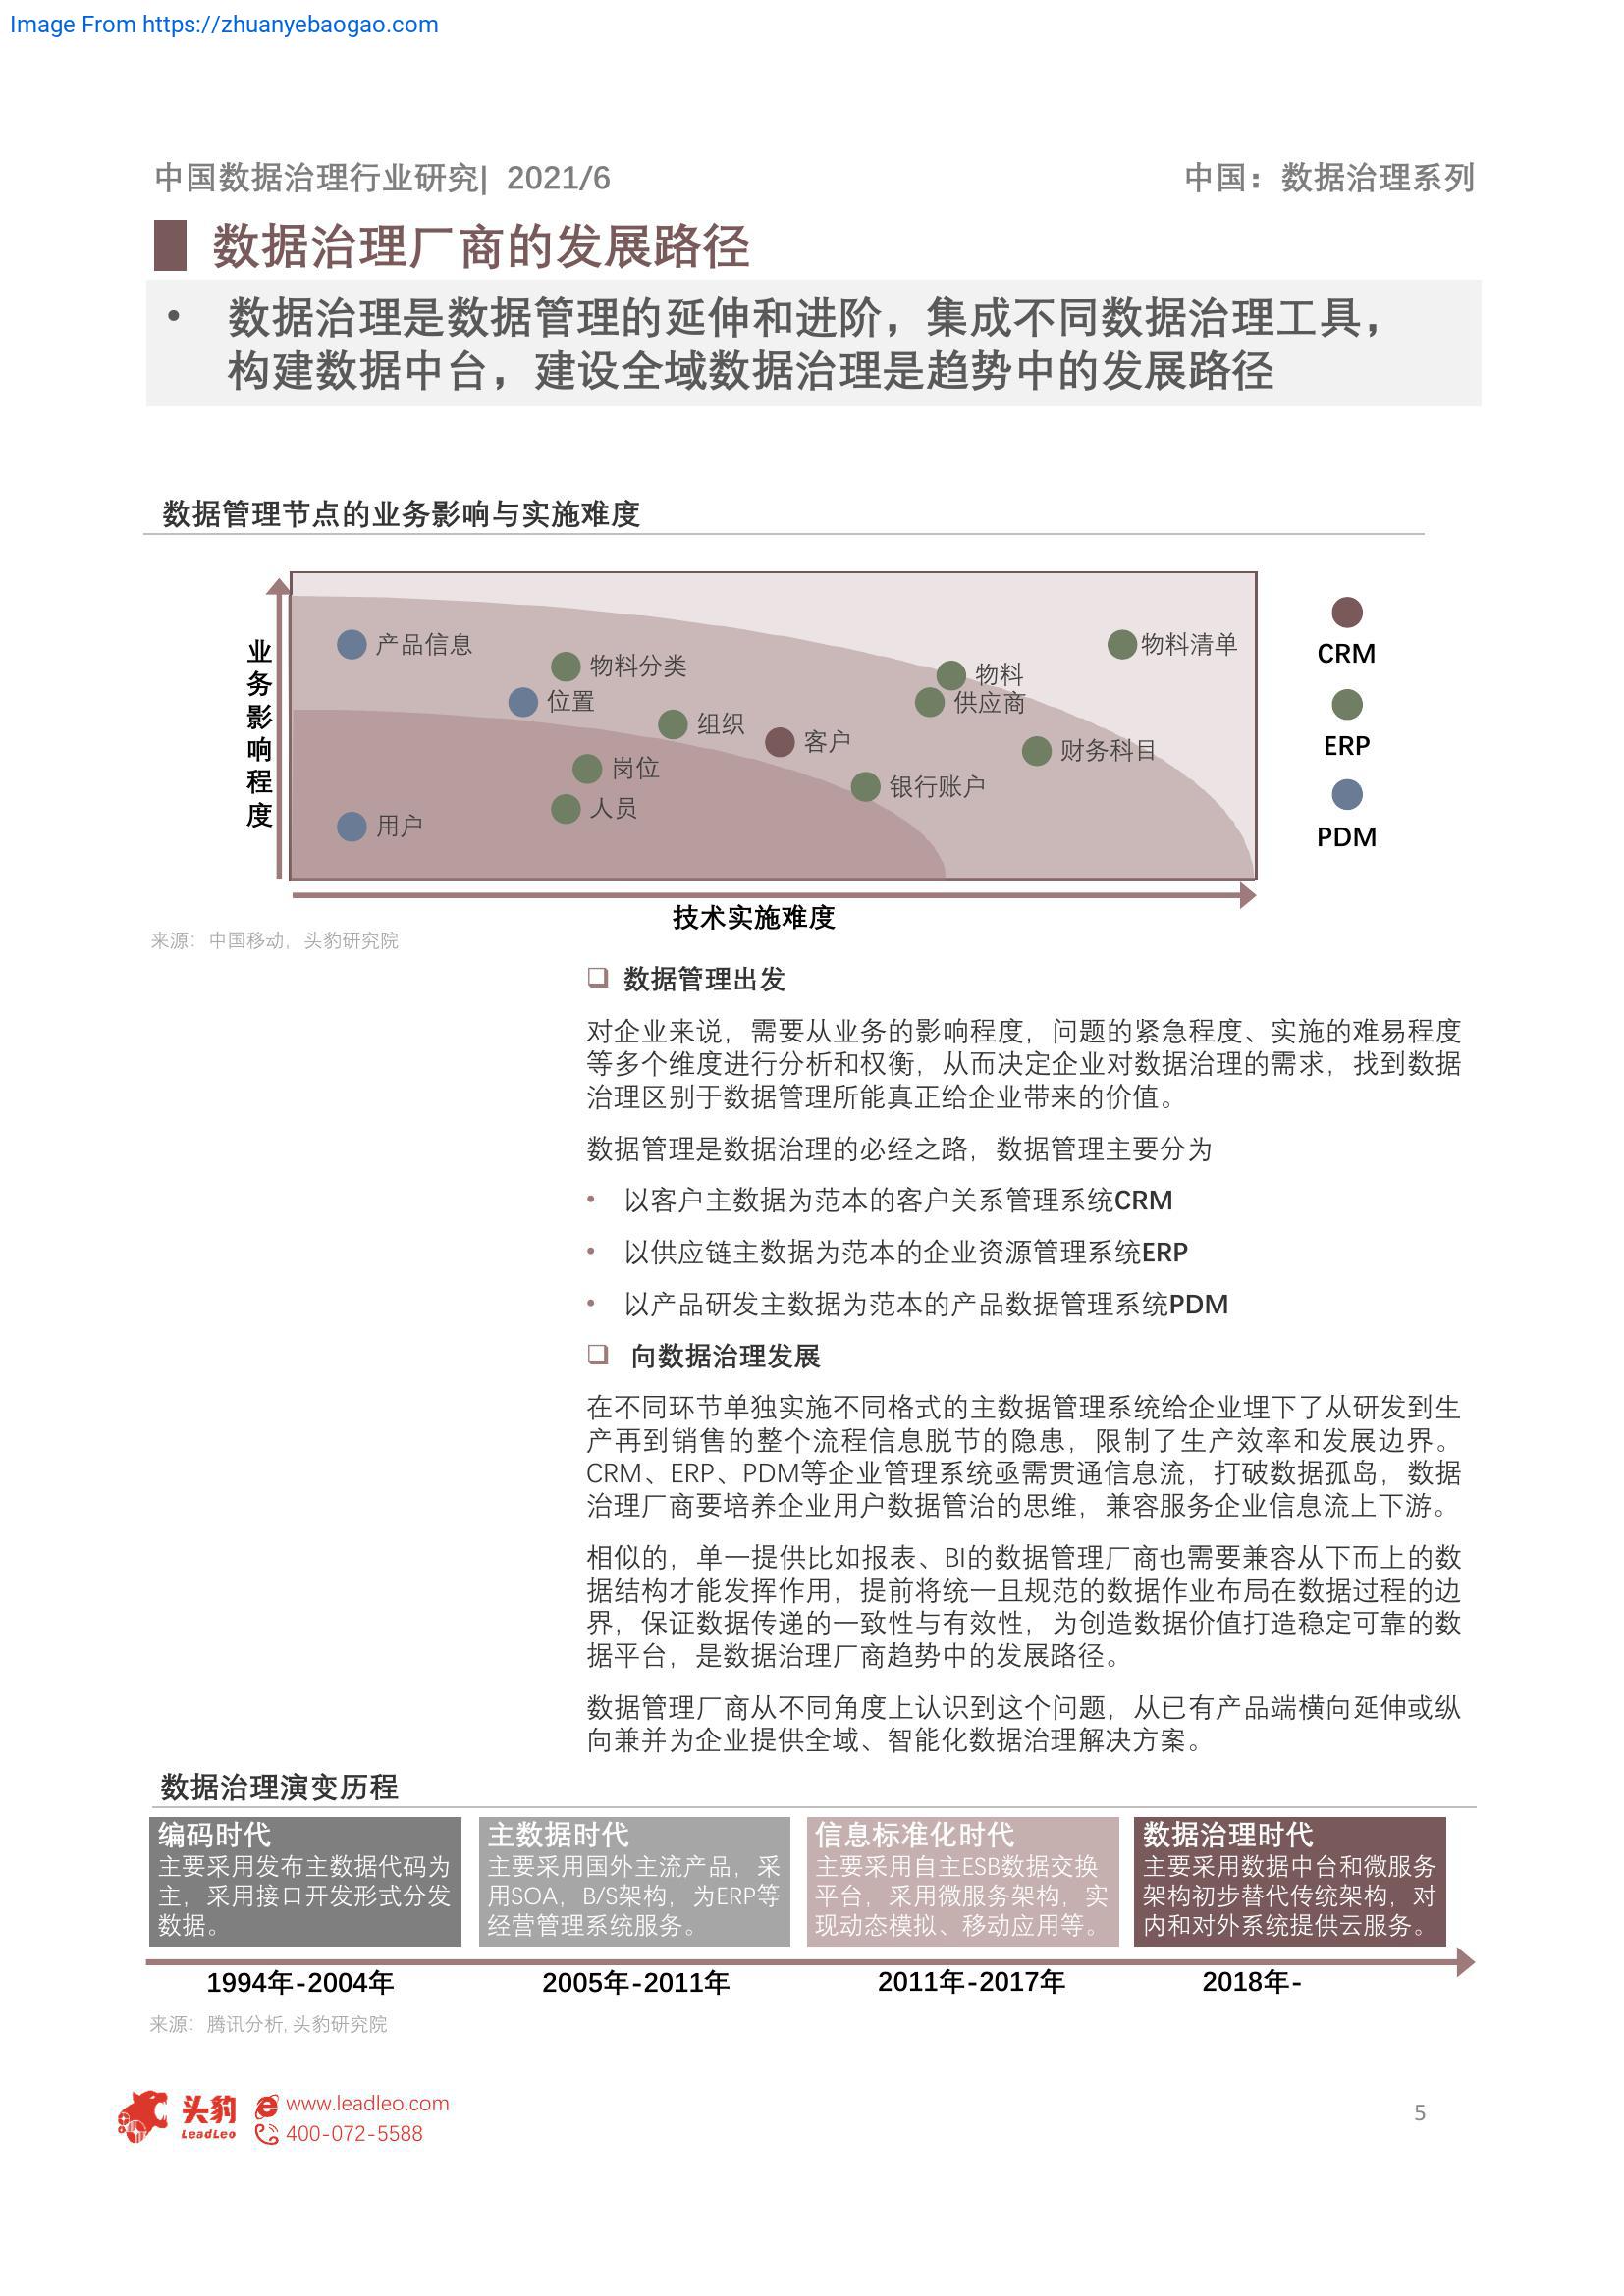 Image From https://zhuanyebaogao.com
中国数据治理行业研究| 2021/6
中国：数据治理系列
数据治理厂商的发展路径
• 数据治理是数据管理的延伸和进阶，集成不同数据治理工具，
构建数据中台，建设全域数据治理是趋势中的发展路径
数据管理节点的业务影响与实施难度
业务影响程度
产品信息
物料分类
位置
组织
客户
岗位
人员
用户
物料
供应商
物料清单
财务科目
银行账户
CRM
ERP
PDM
技术实施难度
来源：中国移动，头豹研究院
❑ 数据管理出发
对企业来说，需要从业务的影响程度，问题的紧急程度、实施的难易程度
等多个维度进行分析和权衡，从而决定企业对数据治理的需求，找到数据
治理区别于数据管理所能真正给企业带来的价值。
数据管理是数据治理的必经之路，数据管理主要分为
• 以客户主数据为范本的客户关系管理系统CRM
• 以供应链主数据为范本的企业资源管理系统ERP
• 以产品研发主数据为范本的产品数据管理系统PDM
❑ 向数据治理发展
在不同环节单独实施不同格式的主数据管理系统给企业埋下了从研发到生
产再到销售的整个流程信息脱节的隐患，限制了生产效率和发展边界。
CRM、ERP、PDM等企业管理系统亟需贯通信息流，打破数据孤岛，数据
治理厂商要培养企业用户数据管治的思维，兼容服务企业信息流上下游。
相似的，单一提供比如报表、BI的数据管理厂商也需要兼容从下而上的数
据结构才能发挥作用，提前将统一且规范的数据作业布局在数据过程的边
界，保证数据传递的一致性与有效性，为创造数据价值打造稳定可靠的数
据平台，是数据治理厂商趋势中的发展路径。
数据管理厂商从不同角度上认识到这个问题，从已有产品端横向延伸或纵
向兼并为企业提供全域、智能化数据治理解决方案。
数据治理演变历程
编码时代
主要采用发布主数据代码为
主，采用接口开发形式分发
数据。
主数据时代
主要采用国外主流产品，采
用SOA，B/S架构，为ERP等
经营管理系统服务。
信息标准化时代
主要采用自主ESB数据交换
平台，采用微服务架构，实
现动态模拟、移动应用等。
数据治理时代
主要采用数据中台和微服务
架构初步替代传统架构，对
内和对外系统提供云服务。
1994年-2004年
2005年-2011年
2011年-2017年
2018年-
来源：腾讯分析, 头豹研究院
头豹
LeadLeo
www.leadleo.com
400-072-5588
5